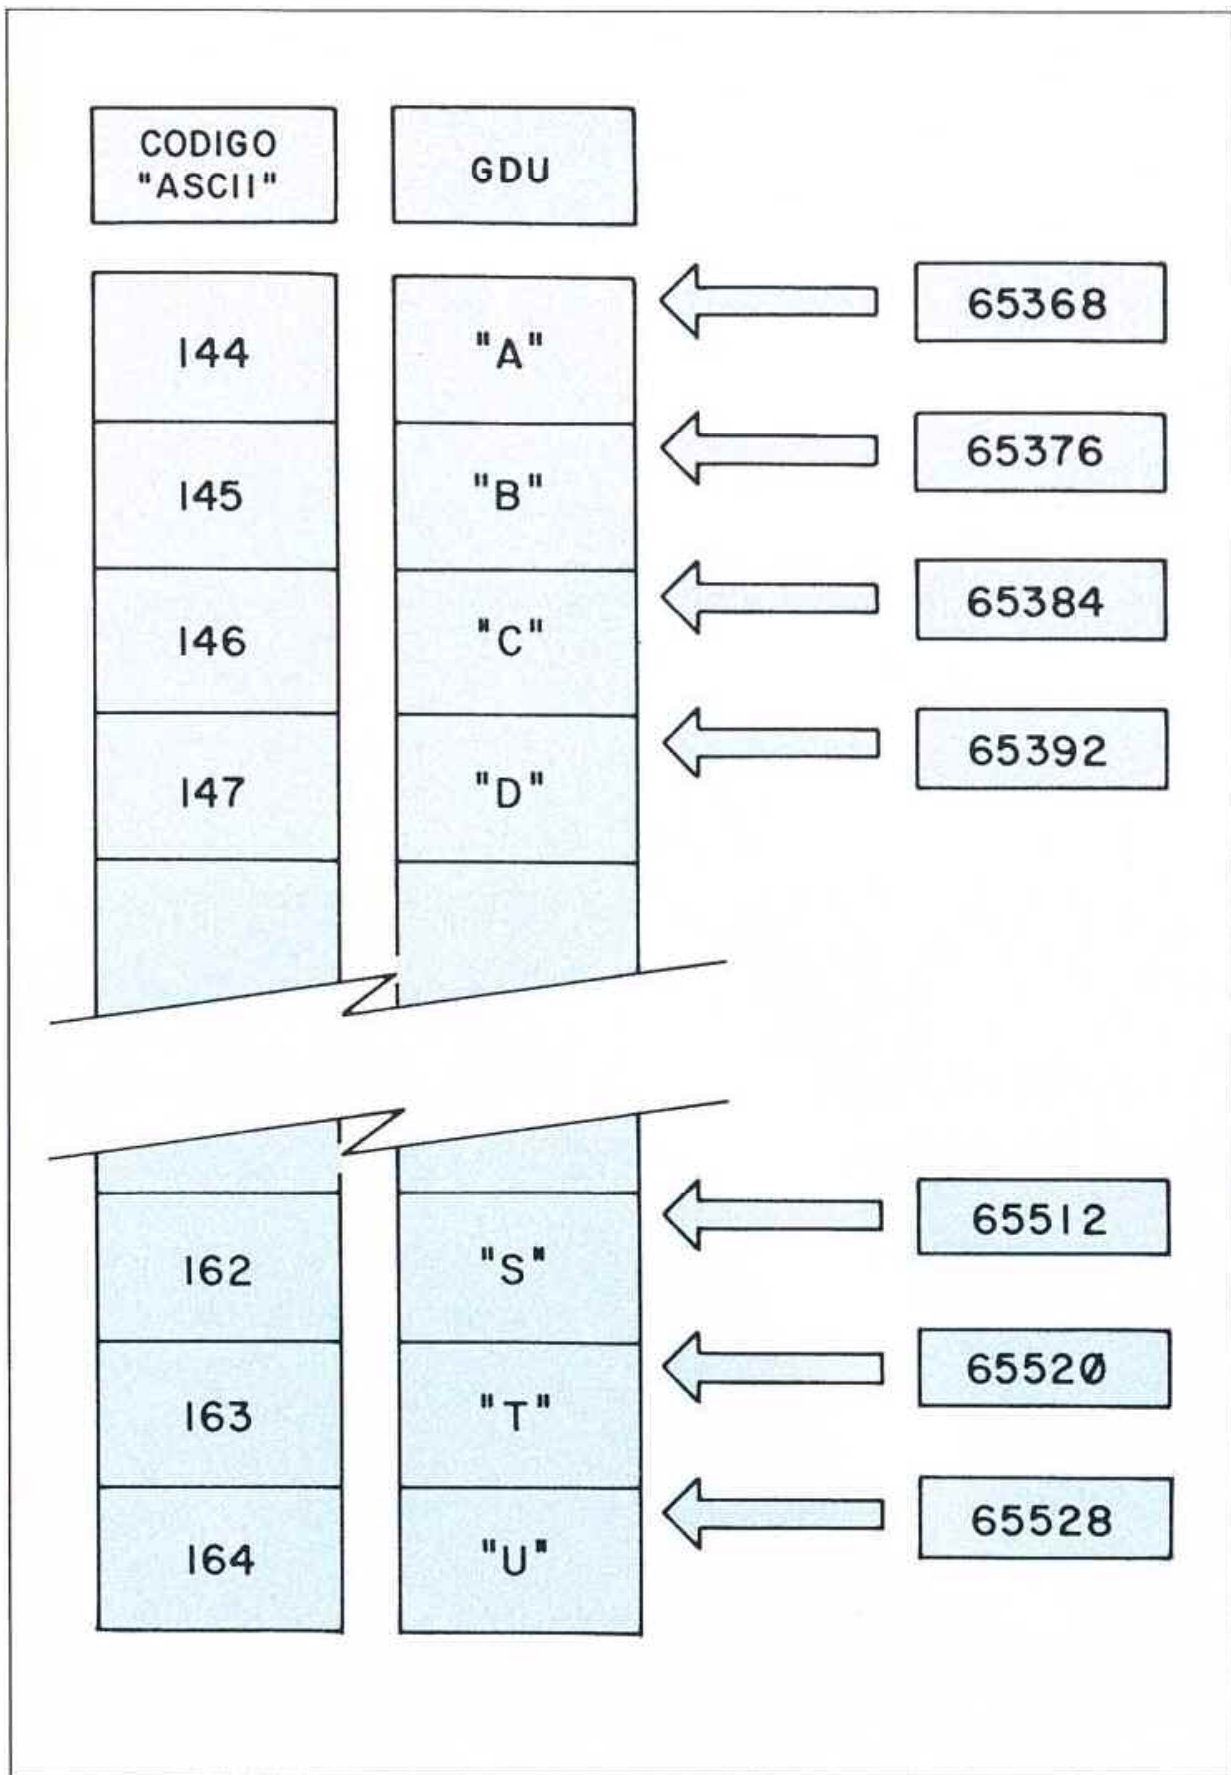 CODIGO
"ASCII"
GDU
144 "A" 65368
145 "B" 65376
146 "C" 65384
147 "D" 65392
162 "S" 65512
163 "T" 65520
164 "U" 65528